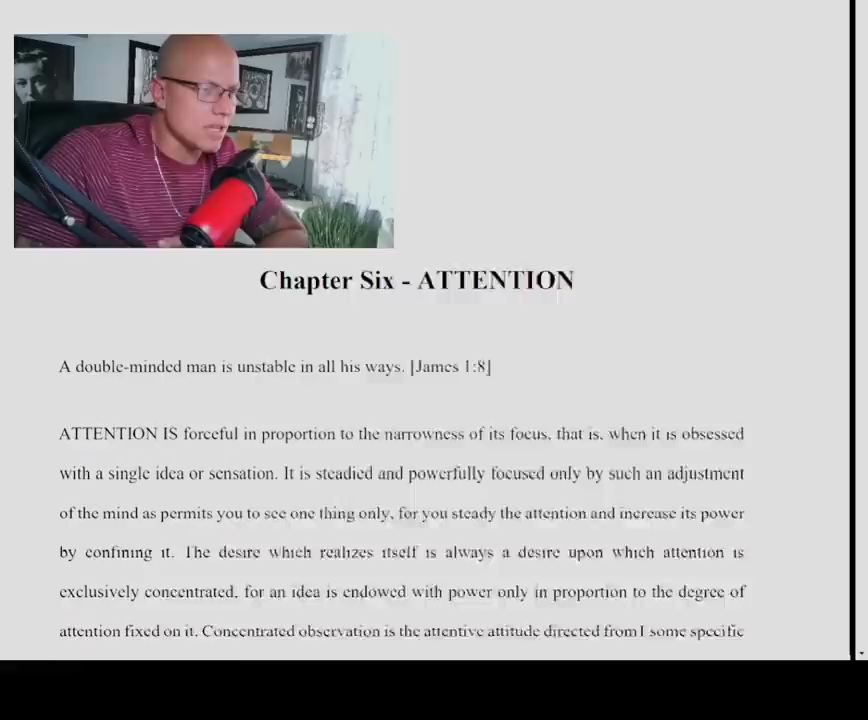 Chapter Six - ATTENTION
A double-minded man is unstable in all his ways. [James 1:8]
ATTENTION IS forceful in proportion to the narrowness of its focus, that is, when it is obsessed
with a single idea or sensation. It is steadied and powerfully focused only by such an adjustment
of the mind as permits you to see one thing only, for you steady the attention and increase its power
by confining it. The desire which realizes itself is always a desire upon which attention is
exclusively concentrated, for an idea is endowed with power only in proportion to the degree of
attention fixed on it. Concentrated observation is the attentive attitude directed from I some specific